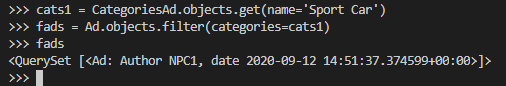 >>> cats1 = CategoriesAd.objects.get(name='Sport Car')
>>> fads = Ad.objects.filter(categories=cats1)
>>> fads
<QuerySet [<Ad: Author NPC1, date 2020-09-12 14:51:37.374599+00:00>]>
>>>